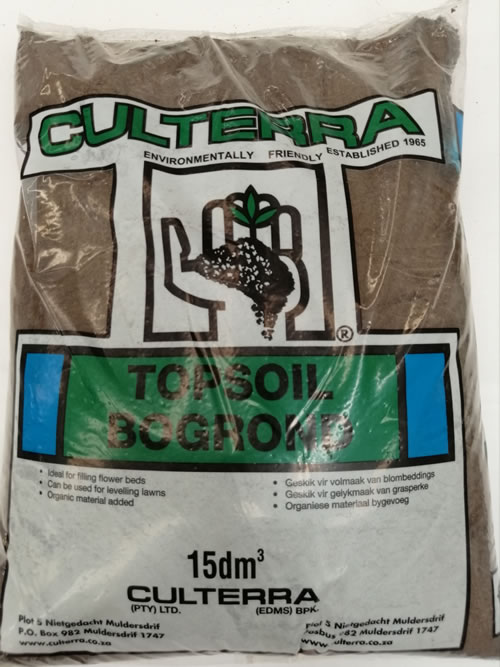 CULTERRA
ENVIRONMENTALLY FRIENDLY ESTABLISHED 1965
®
TOPSOIL
BOGROND
• Ideal for filling flower beds
• Can be used for levelling lawns
• Organic material added
• Geskik vir volmaak van blombeddings
• Geskik vir gelykmaak van grasperke
• Organiese materiaal bygevoeg
15dm³
CULTERRA
(PTY) LTD. (EDMS) BPK.
Plot 5 Nietgedacht Muldersdrif
P.O. Box 982 Muldersdrif 1747
www.culterra.co.za
Plot 5 Nietgedacht Muldersdrif
982 Muldersdrif 1747
www.culterra.co.za